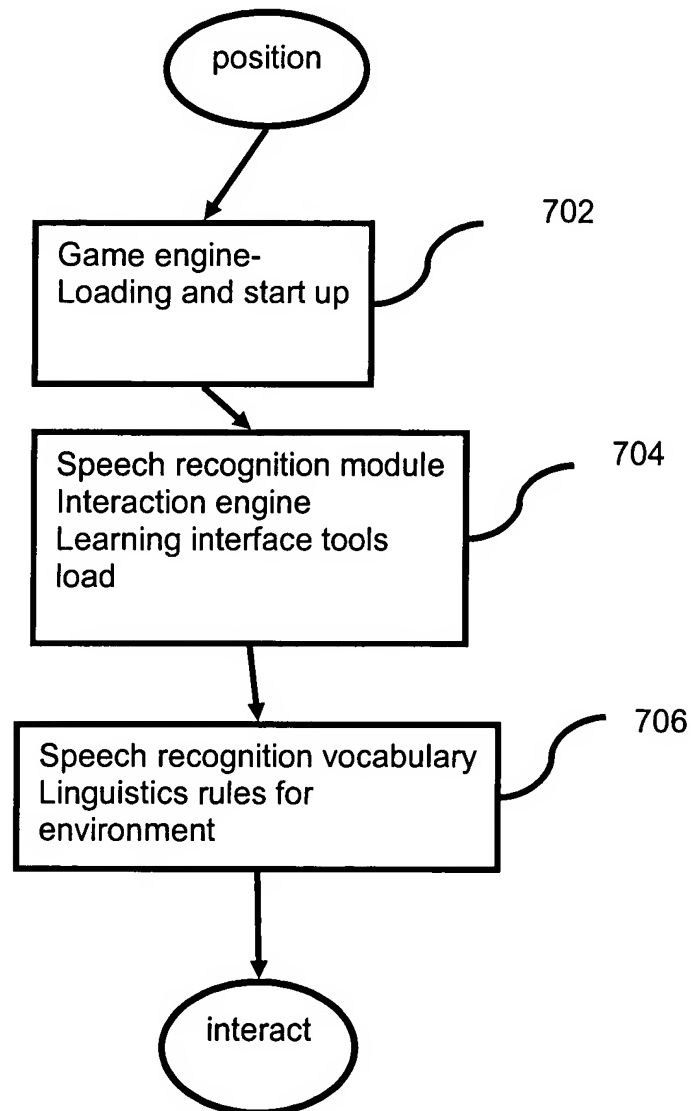 position
702
Game engine-
Loading and start up
704
Speech recognition module
Interaction engine
Learning interface tools
load
706
Speech recognition vocabulary
Linguistics rules for
environment
interact